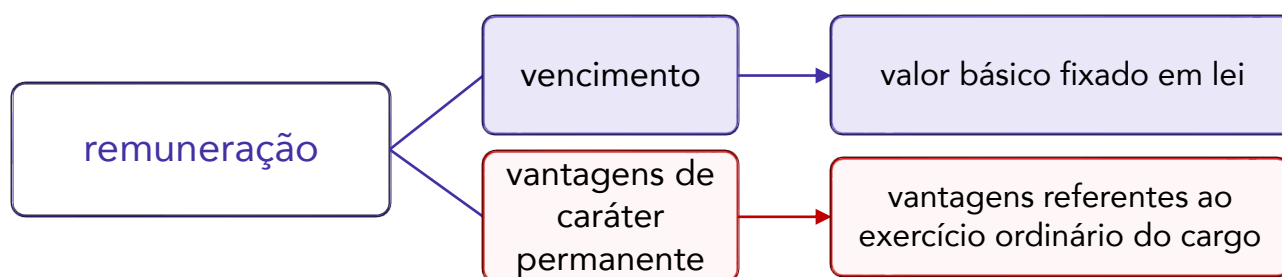 remuneração
vencimento
valor básico fixado em lei
vantagens de
caráter
permanente
vantagens referentes ao
exercício ordinário do cargo